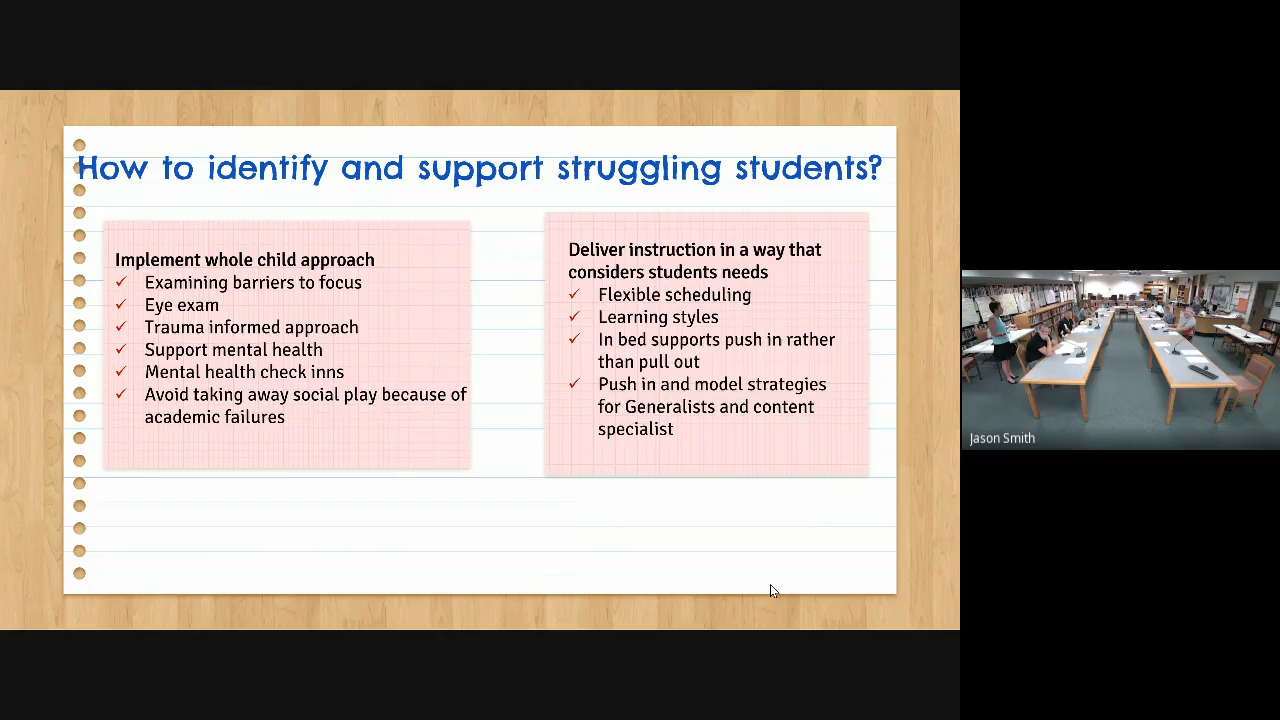 How to identify and support struggling students?
Implement whole child approach
✓ Examining barriers to focus
✓ Eye exam
✓ Trauma informed approach
✓ Support mental health
✓ Mental health check inns
✓ Avoid taking away social play because of
academic failures
Deliver instruction in a way that
considers students needs
✓ Flexible scheduling
✓ Learning styles
✓ In bed supports push in rather
than pull out
✓ Push in and model strategies
for Generalists and content
specialist
Jason Smith